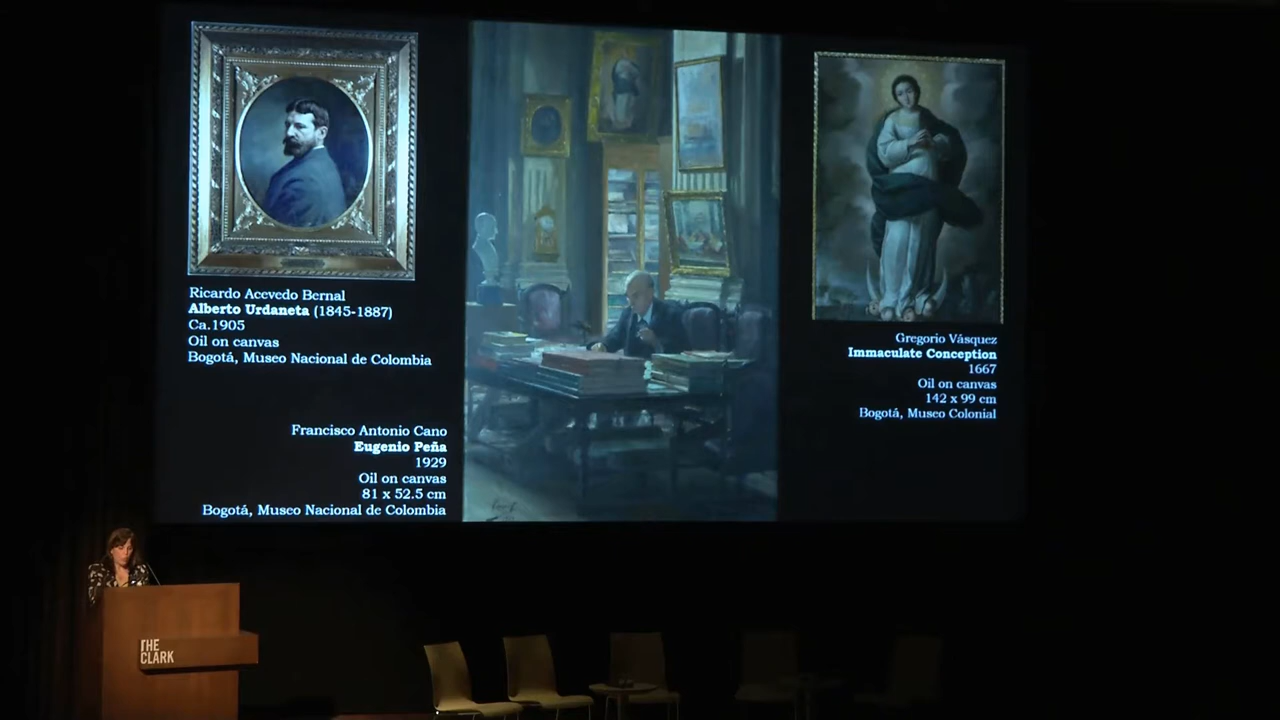 Ricardo Acevedo Bernal
Alberto Urdaneta (1845-1887)
Ca.1905
Oil on canvas
Bogotá, Museo Nacional de Colombia
Francisco Antonio Cano
Eugenio Peña
1929
Oil on canvas
81 x 52.5 cm
Bogotá, Museo Nacional de Colombia
Gregorio Vásquez
Immaculate Conception
1667
Oil on canvas
142 x 99 cm
Bogotá, Museo Colonial
THE
CLARK